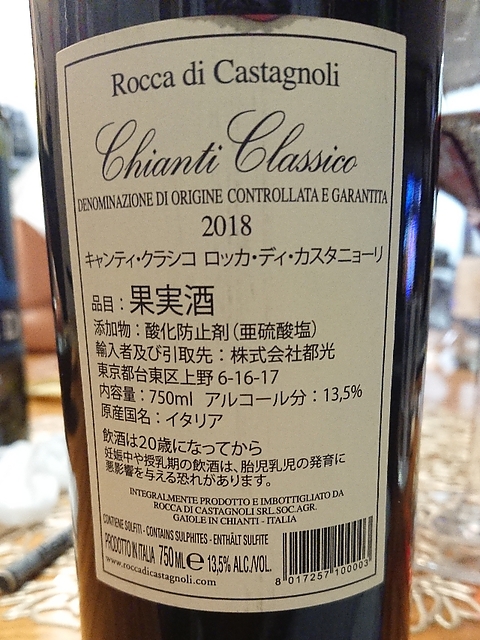 Rocca di Castagnoli
Chianti Classico
DENOMINAZIONE DI ORIGINE CONTROLLATA E GARANTITA
2018
キャンティ・クラシコ ロッカ・ディ・カスタニョーリ
品目：果実酒
添加物：酸化防止剤（亜硫酸塩）
輸入者及び引取先：株式会社都光
東京都台東区上野 6-16-17
内容量：750ml アルコール分：13,5%
原産国名：イタリア
飲酒は20歳になってから
妊娠中や授乳期の飲酒は、胎児乳児の発育に
悪影響を与える恐れがあります。
INTEGRALMENTE PRODOTTO E IMBOTTIGLIATO DA
ROCCA DI CASTAGNOLI SRL SOC. AGR.
GAIOLE IN CHIANTI - ITALIA
CONTIENE SOLFITI - CONTAINS SULPHITES - ENTHÄLT SULFITE
PRODOTTO IN ITALIA 750 ML ℮ 13,5% ALC./VOL.
www.roccadicastagnoli.com
8 017257 100003